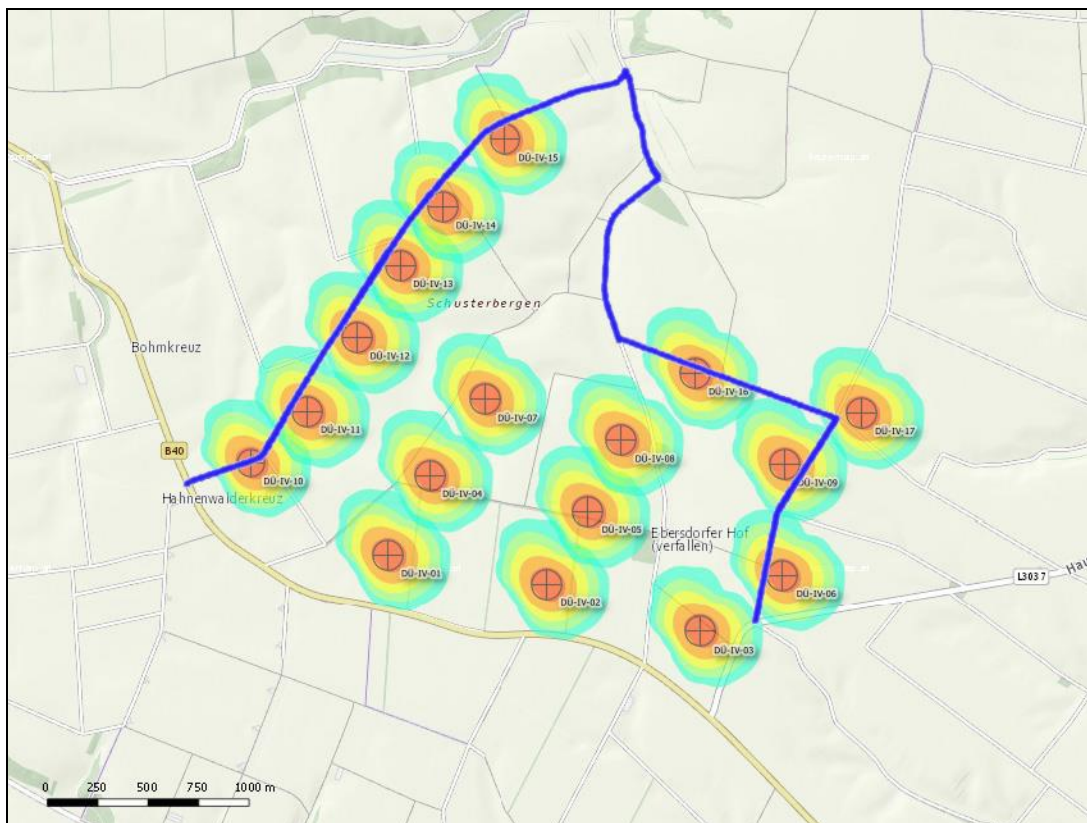 DÜ-IV-15
DÜ-IV-14
DÜ-IV-13
Schusterbergen
DÜ-IV-12
Bohmkreuz
DÜ-IV-16
DÜ-IV-07
DÜ-IV-11
DÜ-IV-17
B40
DÜ-IV-08
DÜ-IV-10
DÜ-IV-04
DÜ-IV-09
Hahnenwalderkreuz
DÜ-IV-05
Ebersdorfer Hof
(verfallen)
DÜ-IV-01
Hau
L3037
DÜ-IV-06
DÜ-IV-02
DÜ-IV-03
0 250 500 750 1000 m